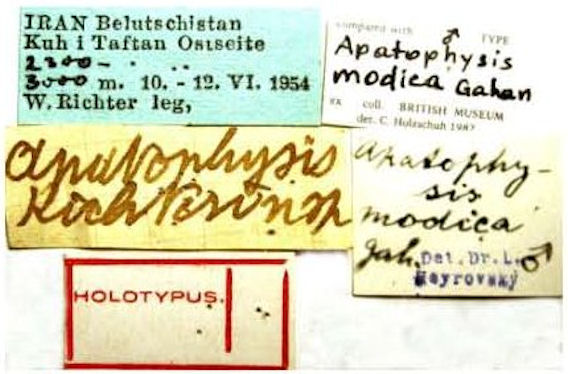 IRAN Belutschistan
Kuh i Taftan Ostseite
2300- . ..
3000 m. 10. - 12. VI. 1954
W. Richter leg,
compared with ♂ TYPE
Apatophysis
modica Gahan
ex coll. BRITISH MUSEUM
det. C. Holzschuh 1987
Apatophysis
Richteri n sp
Apatophy-
sis
modica
Gah. ♂
Det. Dr. L.
Heyrovský
HOLOTYPUS.